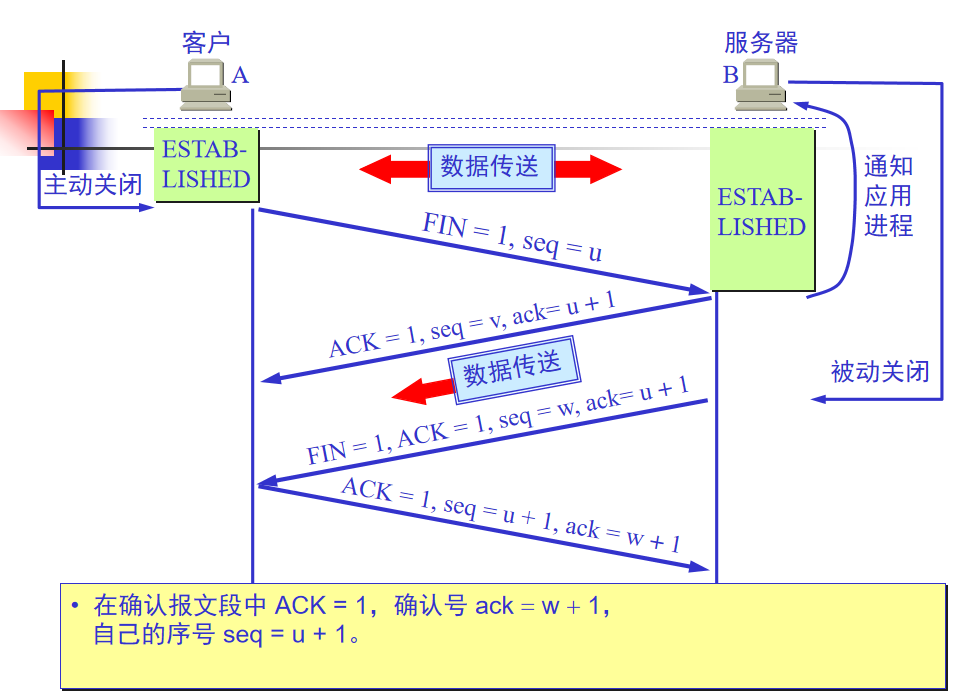 客户
A
服务器
B
ESTAB-
LISHED
数据传送
ESTAB-
LISHED
通知
应用
进程
主动关闭
FIN = 1, seq = u
ACK = 1, seq = v, ack= u + 1
数据传送
被动关闭
FIN = 1, ACK = 1, seq = w, ack= u + 1
ACK = 1, seq = u + 1, ack = w + 1
• 在确认报文段中 ACK = 1，确认号 ack = w + 1，
自己的序号 seq = u + 1。